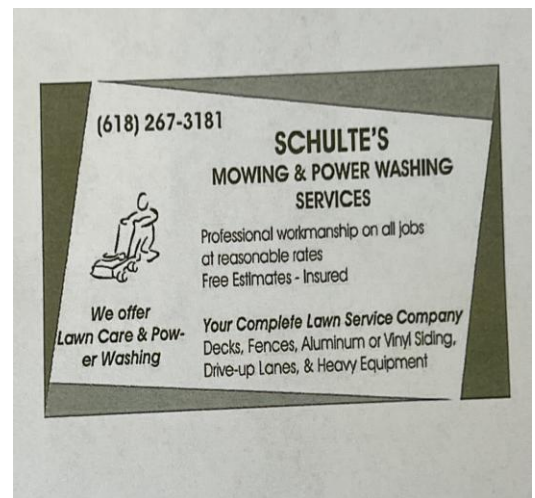 (618) 267-3181
SCHULTE'S
MOWING & POWER WASHING
SERVICES
Professional workmanship on all jobs
at reasonable rates
Free Estimates - Insured
We offer
Lawn Care & Pow-
er Washing
Your Complete Lawn Service Company
Decks, Fences, Aluminum or Vinyl Siding,
Drive-up Lanes, & Heavy Equipment